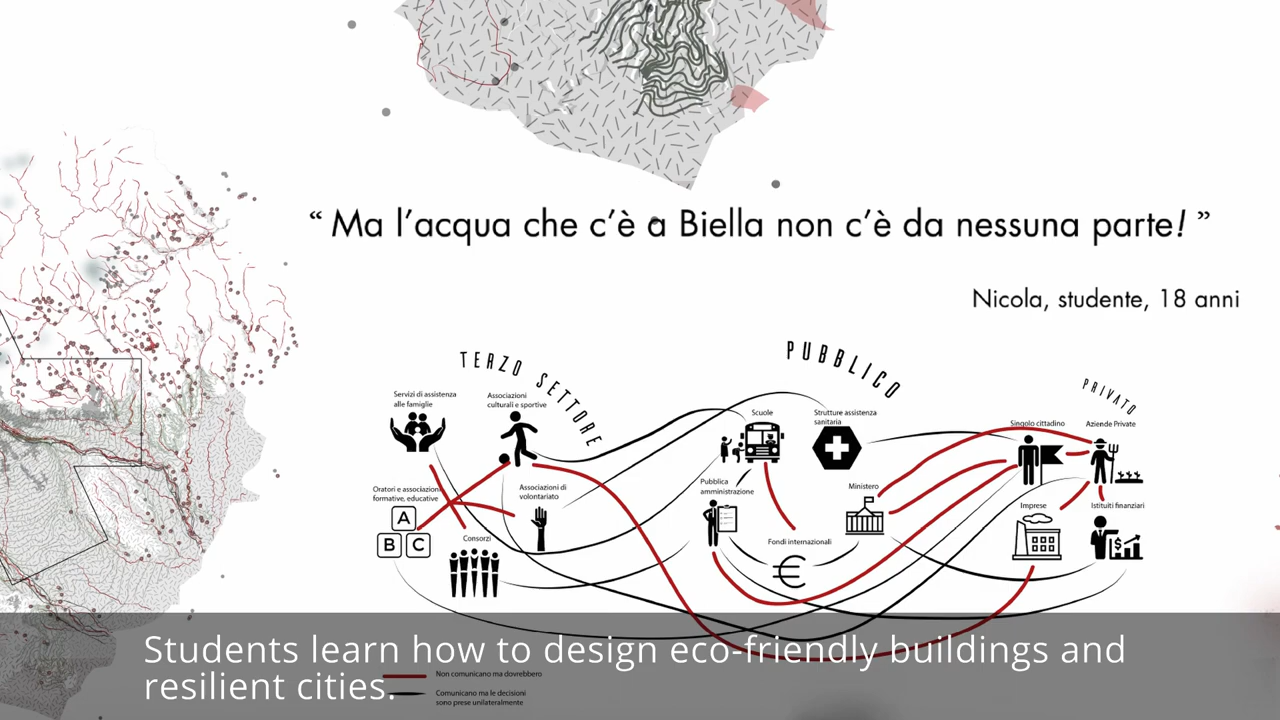 “ Ma l’acqua che c’è a Biella non c’è da nessuna parte! ”
Nicola, studente, 18 anni
TERZO SETTORE
Servizi di assistenza
alle famiglie
Associazioni
culturali e sportive
Oratori e associazioni
formative, educative
A
B C
Associazioni di
volontariato
Consorzi
PUBBLICO
Scuole
Strutture assistenza
sanitaria
Pubblica
amministrazione
Ministero
Fondi internazionali
€
PRIVATO
Singolo cittadino
Aziende Private
Imprese
Istituiti finanziari
$
Students learn how to design eco-friendly buildings and
resilient cities.
Non comunicano ma dovrebbero
Comunicano ma le decisioni
sono prese unilateralmente